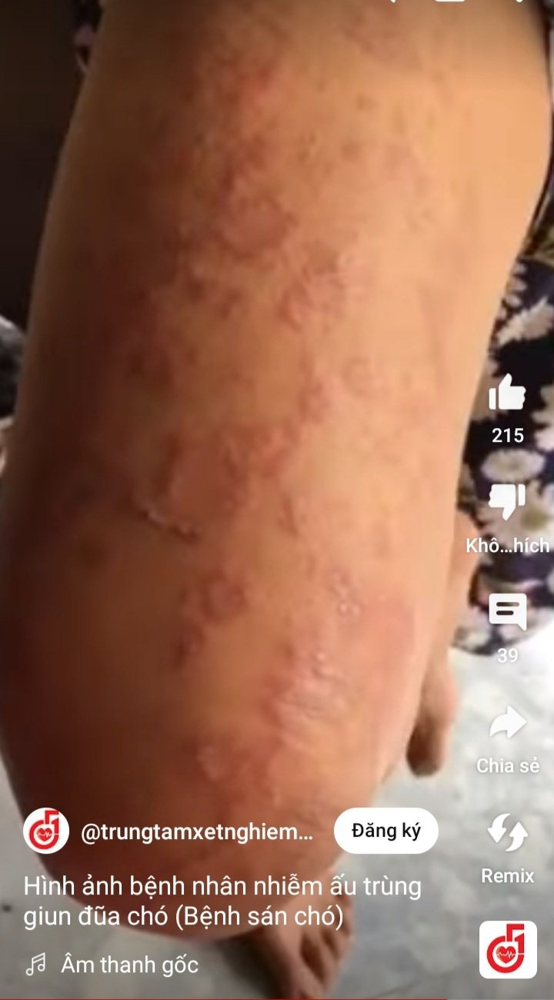 215
Khô...hích
39
Chia sẻ
@trungtamxetnghiem...
Đăng ký
Remix
Hình ảnh bệnh nhân nhiễm ấu trùng
giun đũa chó (Bệnh sán chó)
Âm thanh gốc